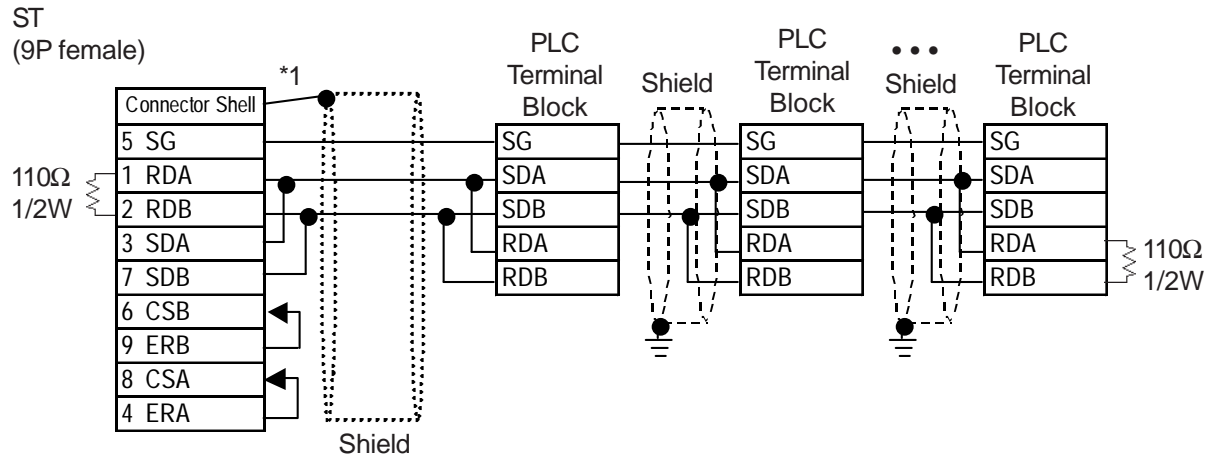 ST
(9P female)
*1
Connector Shell
5 SG
1 RDA
2 RDB
3 SDA
7 SDB
6 CSB
9 ERB
8 CSA
4 ERA
110Ω
1/2W
Shield
PLC
Terminal
Block
SG
SDA
SDB
RDA
RDB
Shield
PLC
Terminal
Block
SG
SDA
SDB
RDA
RDB
•••
Shield
PLC
Terminal
Block
SG
SDA
SDB
RDA
RDB
110Ω
1/2W